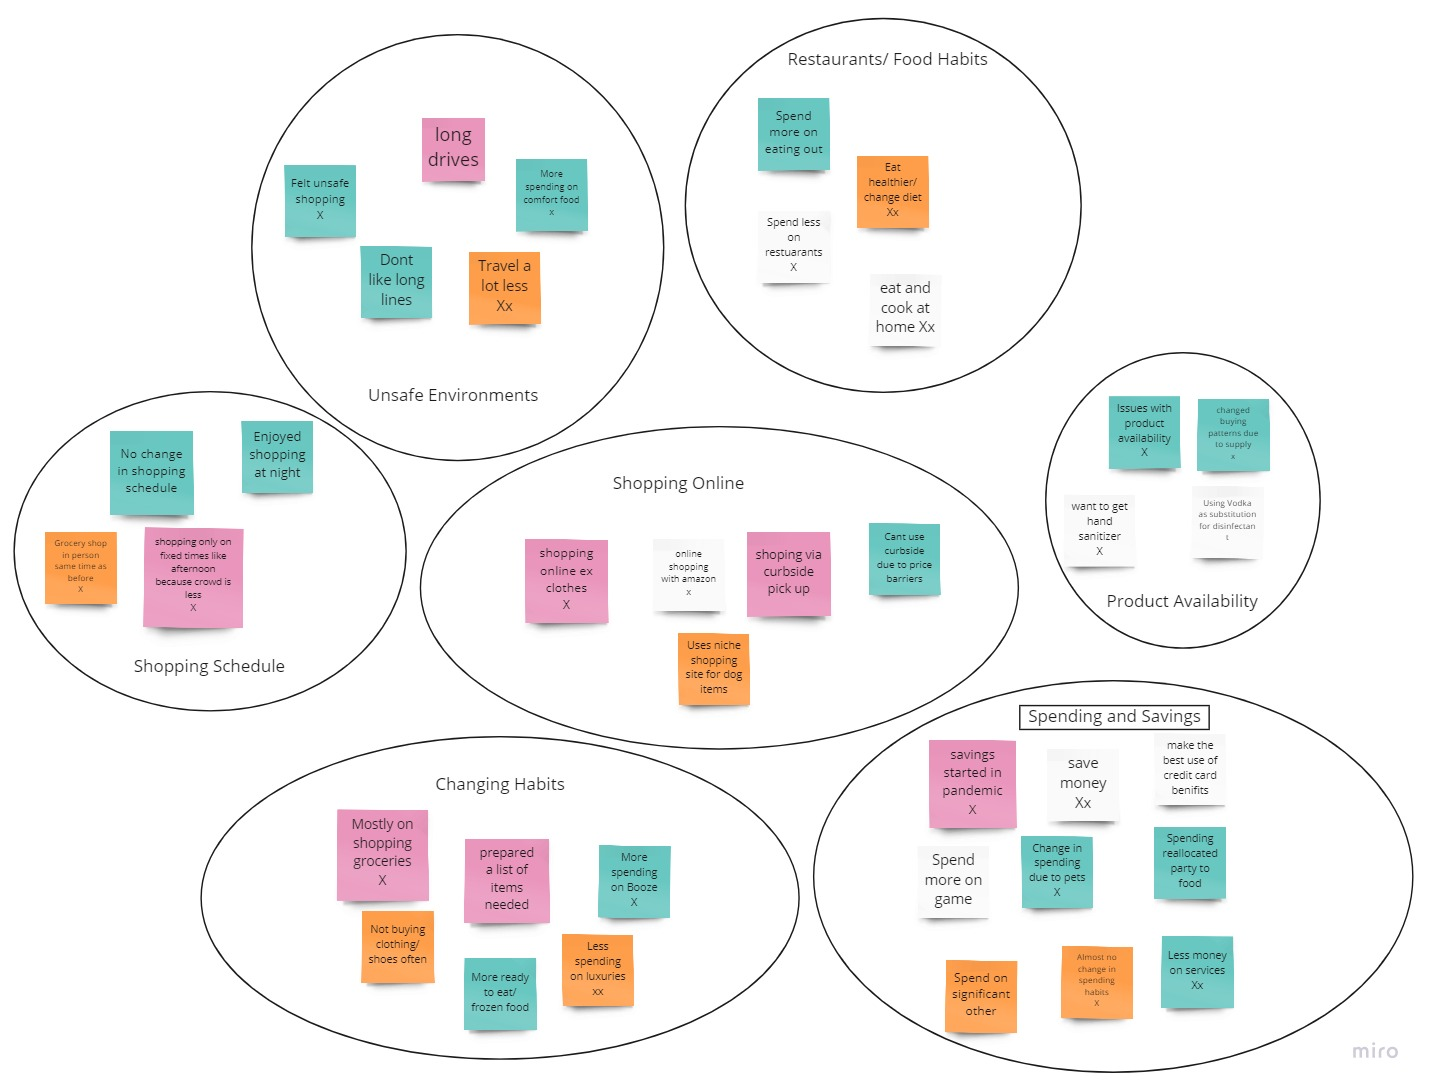 Restaurants/ Food Habits
Spend
more on
eating out
Eat
healthier/
change diet
Xx
Spend less
on
restuarants
X
eat and
cook at
home Xx
long
drives
Felt unsafe
shopping
X
More
spending on
comfort food
x
Dont
like long
lines
Travel a
lot less
Xx
Unsafe Environments
No change
in shopping
schedule
Enjoyed
shopping
at night
Grocery shop
in person
same time as
before
X
shopping only on
fixed times like
afternoon
because crowd is
less
X
Shopping Schedule
Shopping Online
shopping
online ex
clothes
X
online
shopping
with amazon
x
shoping via
curbside
pick up
Cant use
curbside
due to price
barriers
Uses niche
shopping
site for dog
items
Issues with
product
availability
X
changed
buying
patterns due
to supply
x
want to get
hand
sanitizer
X
Using Vodka
as substitution
for disinfectan
t
Product Availability
Changing Habits
Mostly on
shopping
groceries
X
prepared
a list of
items
needed
More
spending
on Booze
X
Not buying
clothing/
shoes often
More ready
to eat/
frozen food
Less
spending
on luxuries
xx
Spending and Savings
savings
started in
pandemic
X
save
money
Xx
make the
best use of
credit card
benifits
Spend
more on
game
Change in
spending
due to pets
X
Spending
reallocated
party to
food
Spend on
significant
other
Almost no
change in
spending
habits
X
Less money
on services
Xx
miro